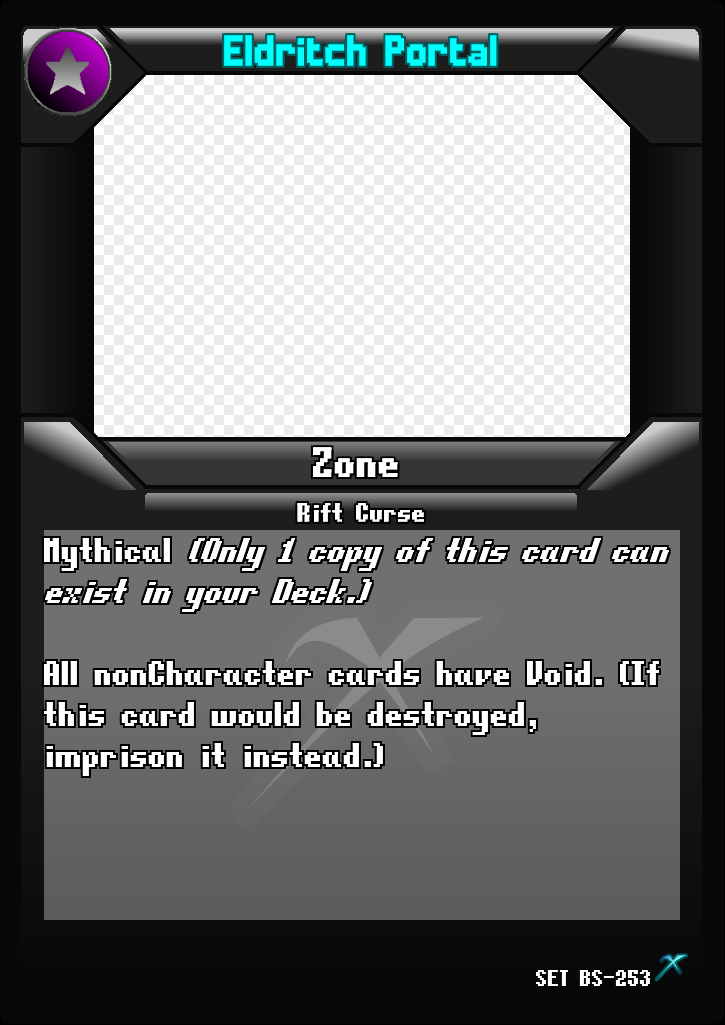 Eldritch Portal
Zone
Rift Curse
Mythical (Only 1 copy of this card can
exist in your Deck.)
All nonCharacter cards have Void. (If
this card would be destroyed,
imprison it instead.)
SET BS-253